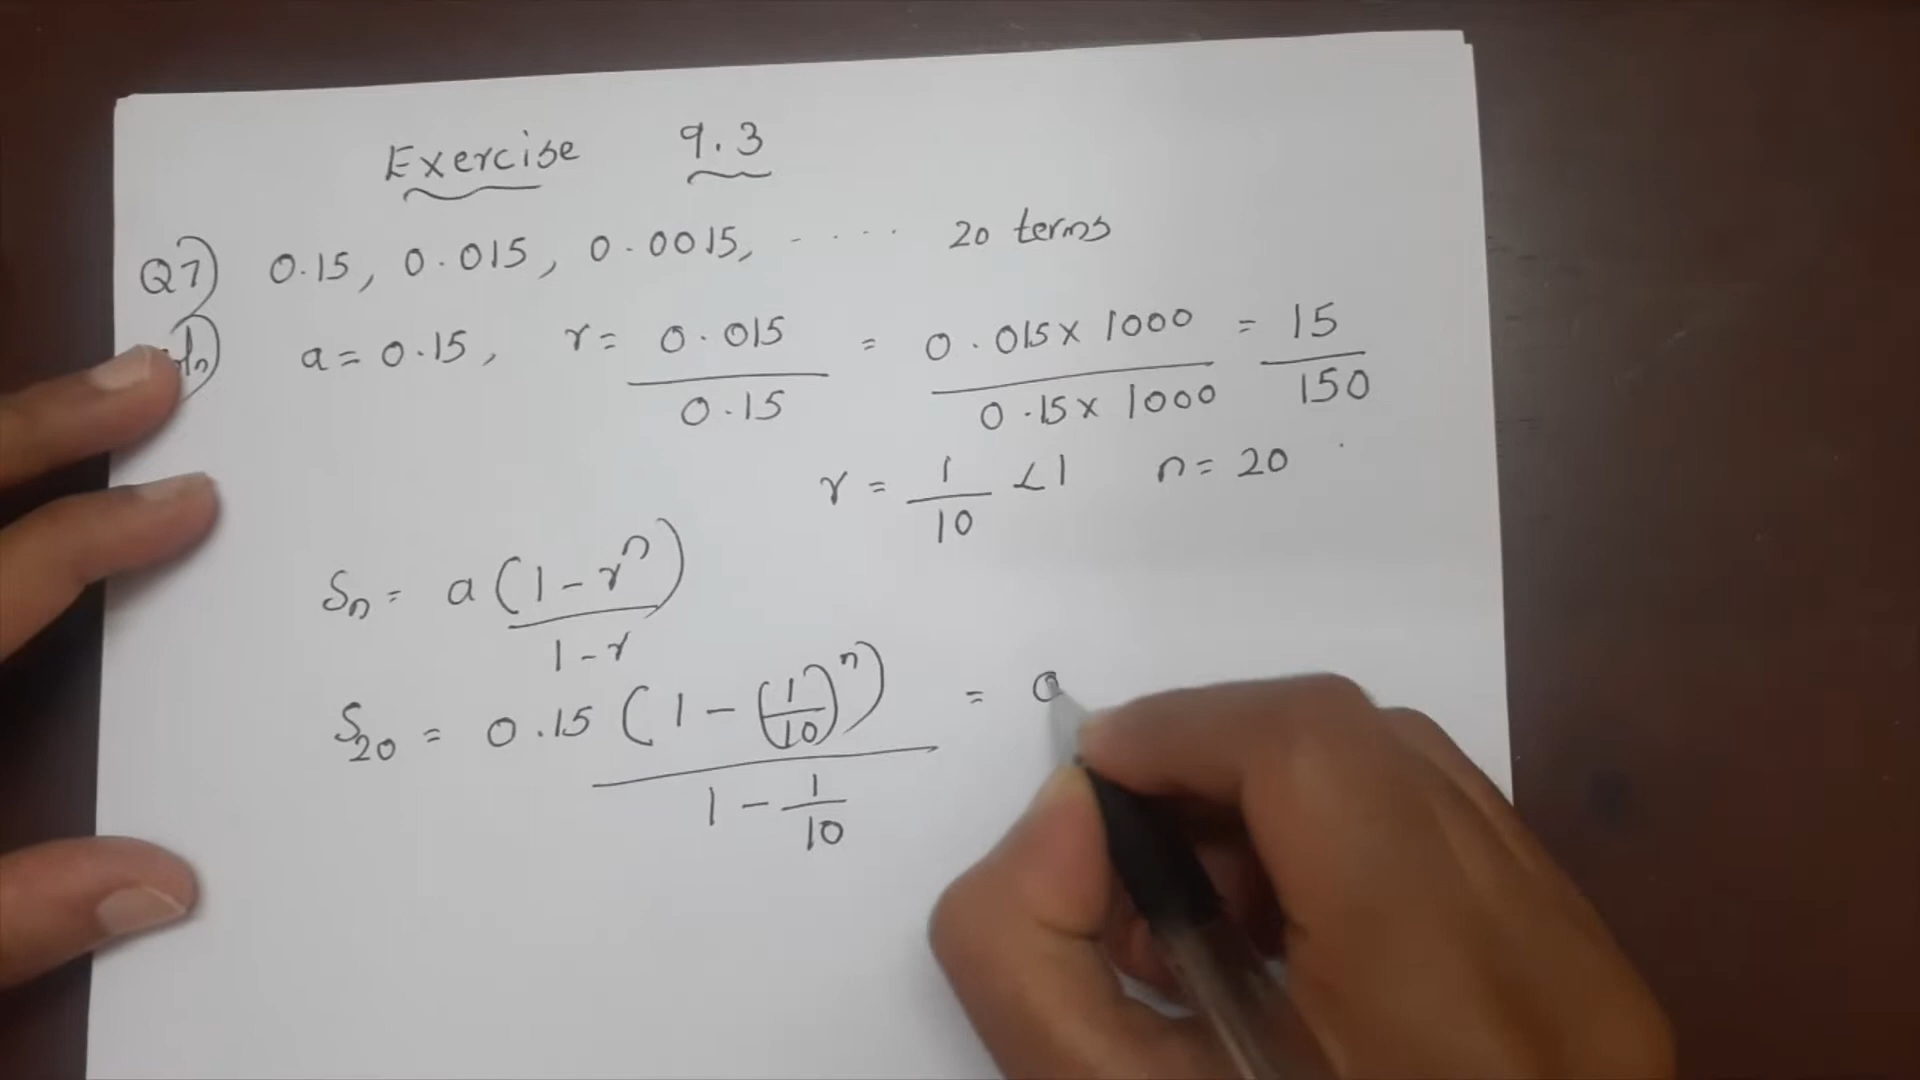 Exercise 9.3
Q7) 0.15, 0.015, 0.0015, ..... 20 terms
a = 0.15, r = 0.015/0.15 = 0.015 x 1000/0.15 x 1000 = 15/150
r = 1/10 < 1 n = 20
Sn = a (1 - r^n)/1 - r
S20 = 0.15 (1 - (1/10)^n)/1 - 1/10 = 0